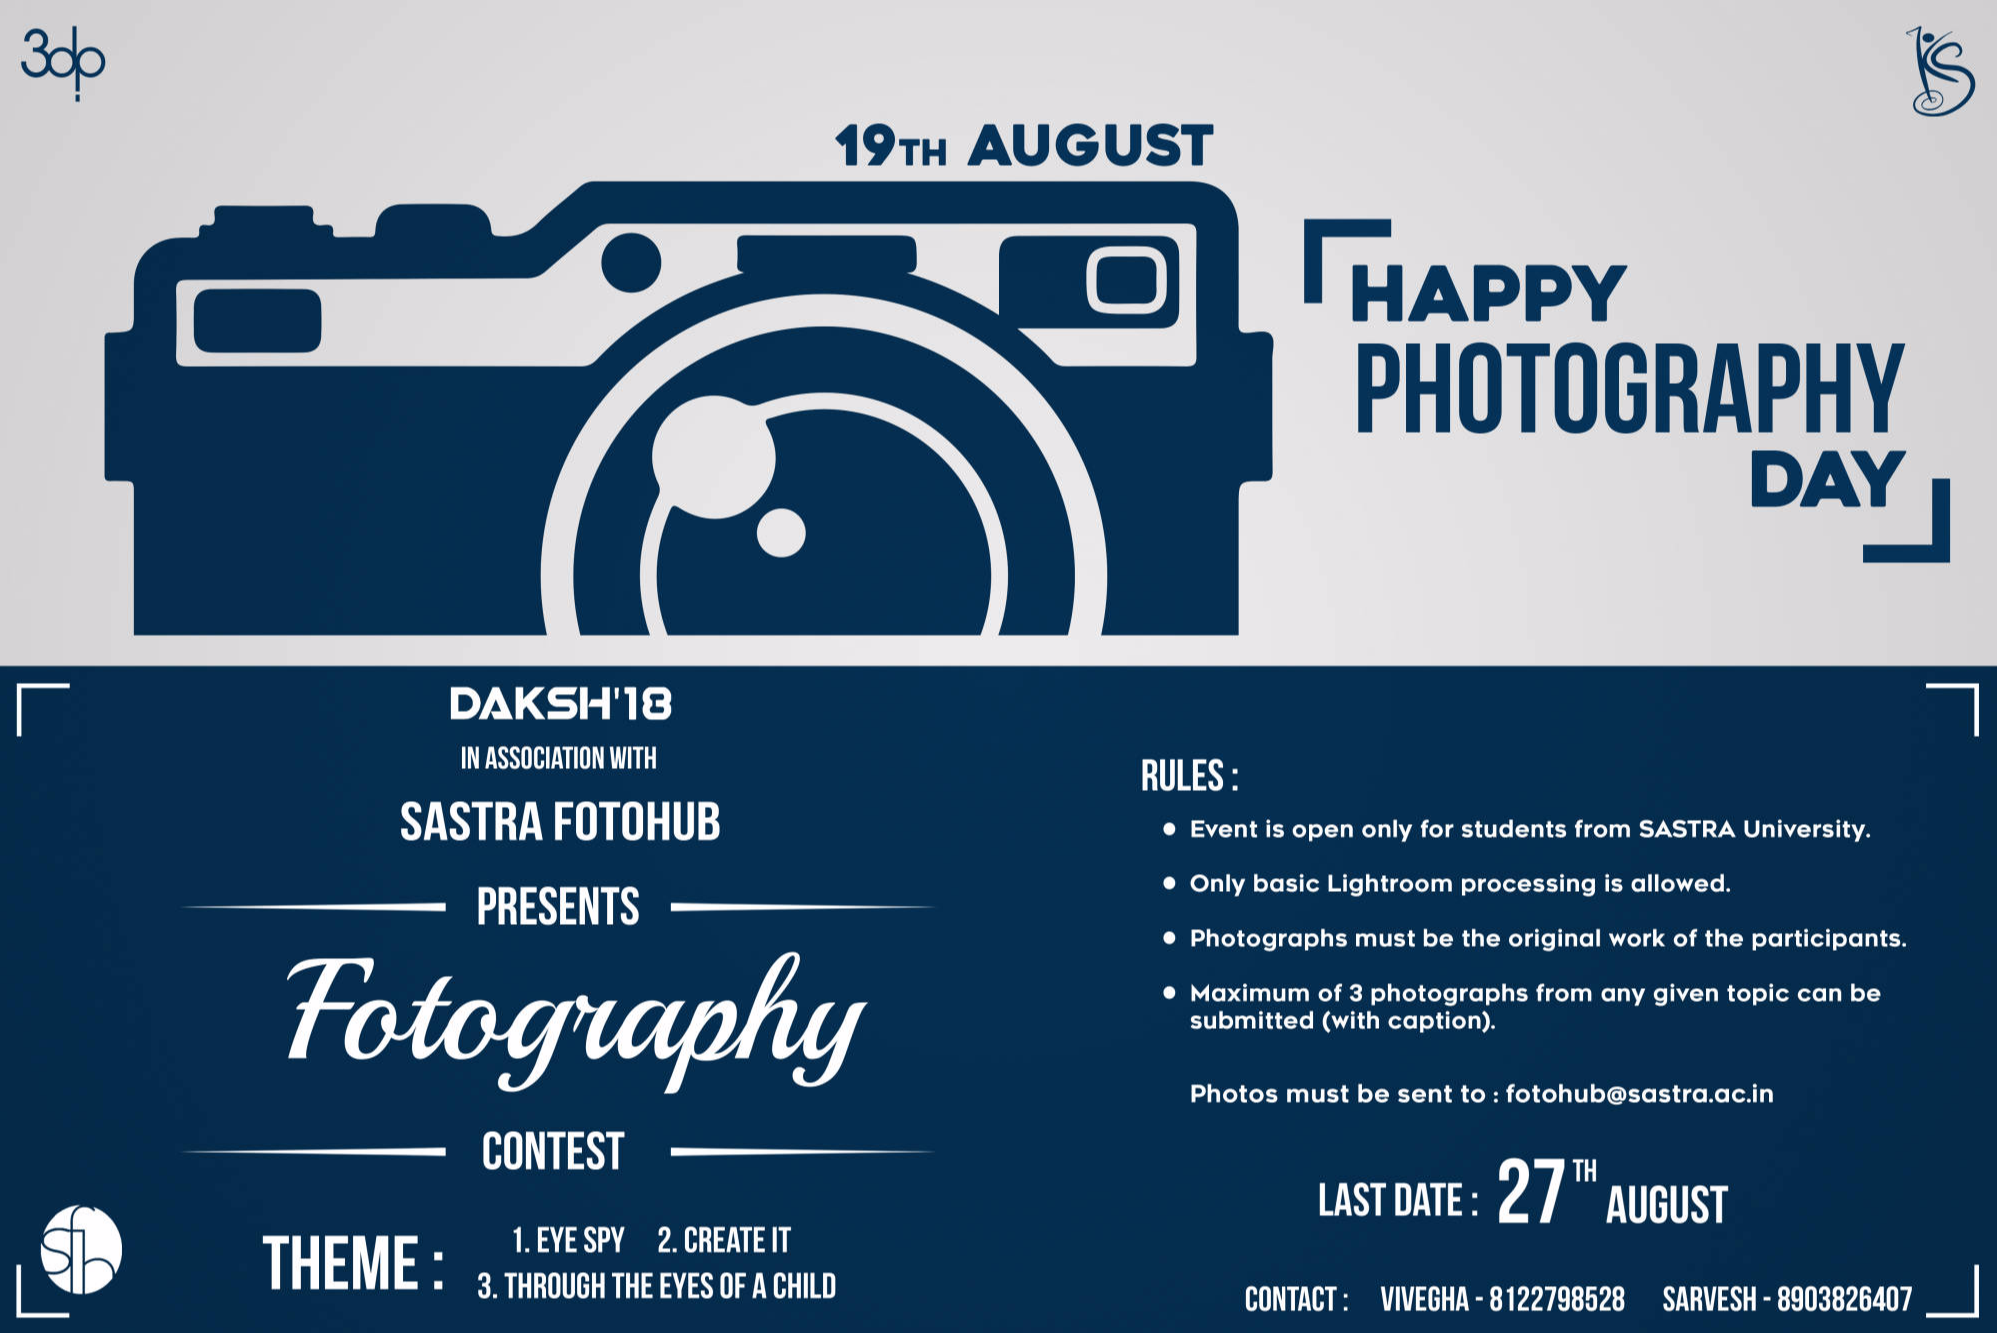 3dp
19TH AUGUST
HAPPY
PHOTOGRAPHY
DAY
DAKSH'18
IN ASSOCIATION WITH
SASTRA FOTOHUB
PRESENTS
Fotography
CONTEST
THEME :
1. EYE SPY 2. CREATE IT
3. THROUGH THE EYES OF A CHILD
sfh
RULES :
Event is open only for students from SASTRA University.
Only basic Lightroom processing is allowed.
Photographs must be the original work of the participants.
Maximum of 3 photographs from any given topic can be
submitted (with caption).
Photos must be sent to : fotohub@sastra.ac.in
LAST DATE : 27TH AUGUST
CONTACT : VIVEGHA - 8122798528 SARVESH - 8903826407